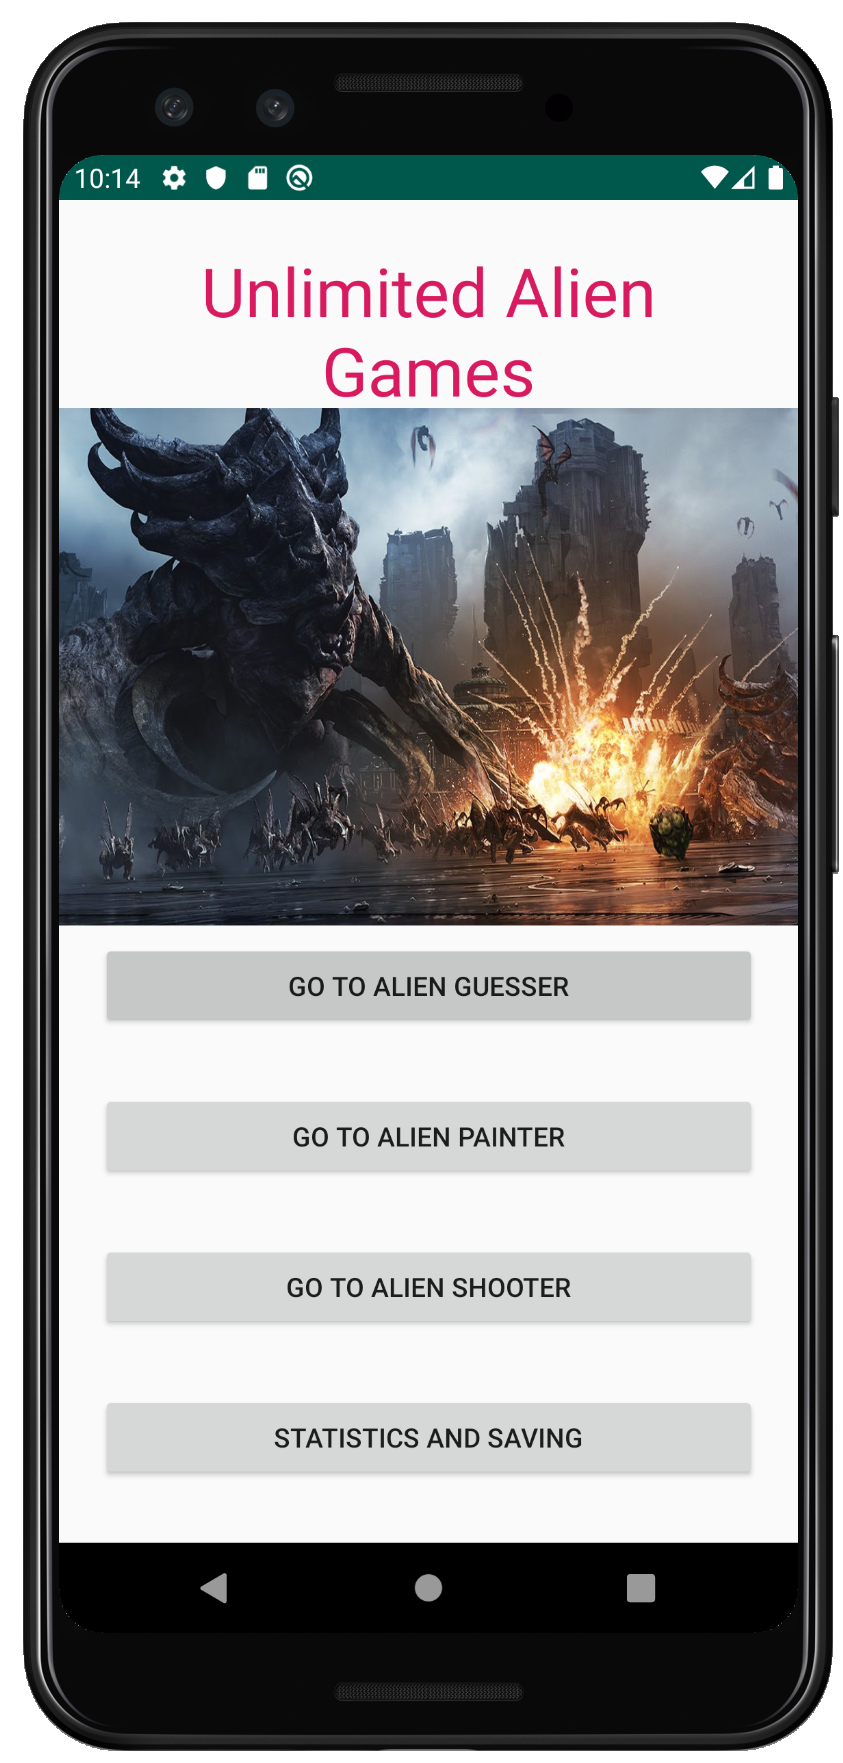 10:14
Unlimited Alien
Games
GO TO ALIEN GUESSER
GO TO ALIEN PAINTER
GO TO ALIEN SHOOTER
STATISTICS AND SAVING